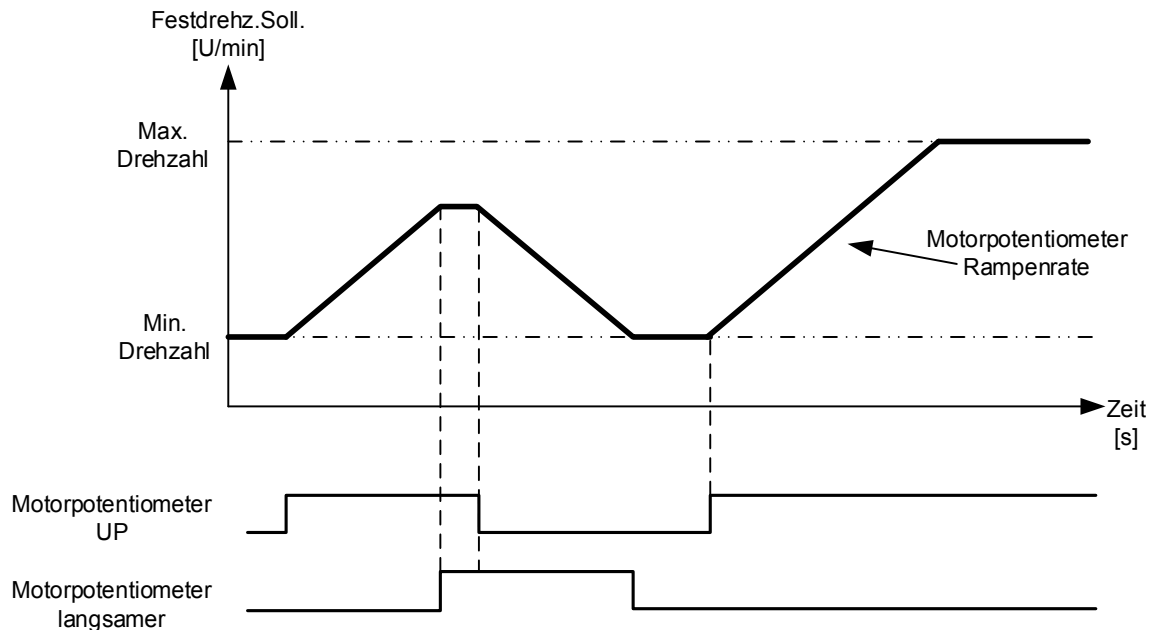 Festdrehz.Soll.
[U/min]
Max.
Drehzahl
Motorpotentiometer
Rampenrate
Min.
Drehzahl
Zeit
[s]
Motorpotentiometer
UP
Motorpotentiometer
langsamer